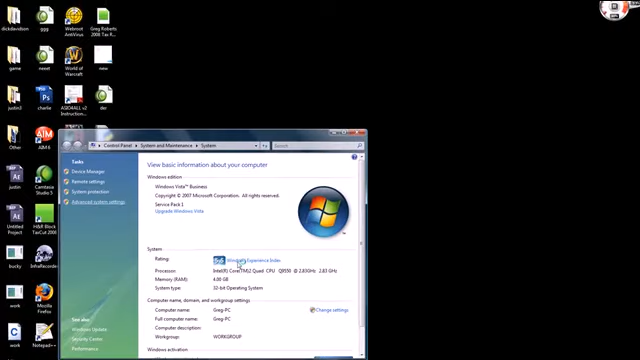 dickdavidson
ggg
Webroot AntiVirus
Greg Roberts 2008 Tax R...
game
neeet
World of Warcraft
new
justin3
charlie
ASIO4ALL v2 Instruction...
der
Other
AIM 6
justin
Camtasia Studio 5
Untitled Project
H&R Block TaxCut 2008
bucky
InfraRecorder
work
Mozilla Firefox
work
Control Panel
System and Maintenance
System
Search
Tasks
Device Manager
Remote settings
System protection
Advanced system settings
See also
Windows Update
Security Center
Performance
View basic information about your computer
Windows edition
Windows Vista™ Business
Copyright © 2007 Microsoft Corporation. All rights reserved.
Service Pack 1
Upgrade Windows Vista
System
Rating: Windows Experience Index
Processor: Intel(R) Core(TM)2 Quad CPU Q9550 @ 2.83GHz 2.83 GHz
Memory (RAM): 4.00 GB
System type: 32-bit Operating System
Computer name, domain, and workgroup settings
Computer name: Greg-PC
Change settings
Full computer name: Greg-PC
Computer description:
Workgroup: WORKGROUP
Windows activation